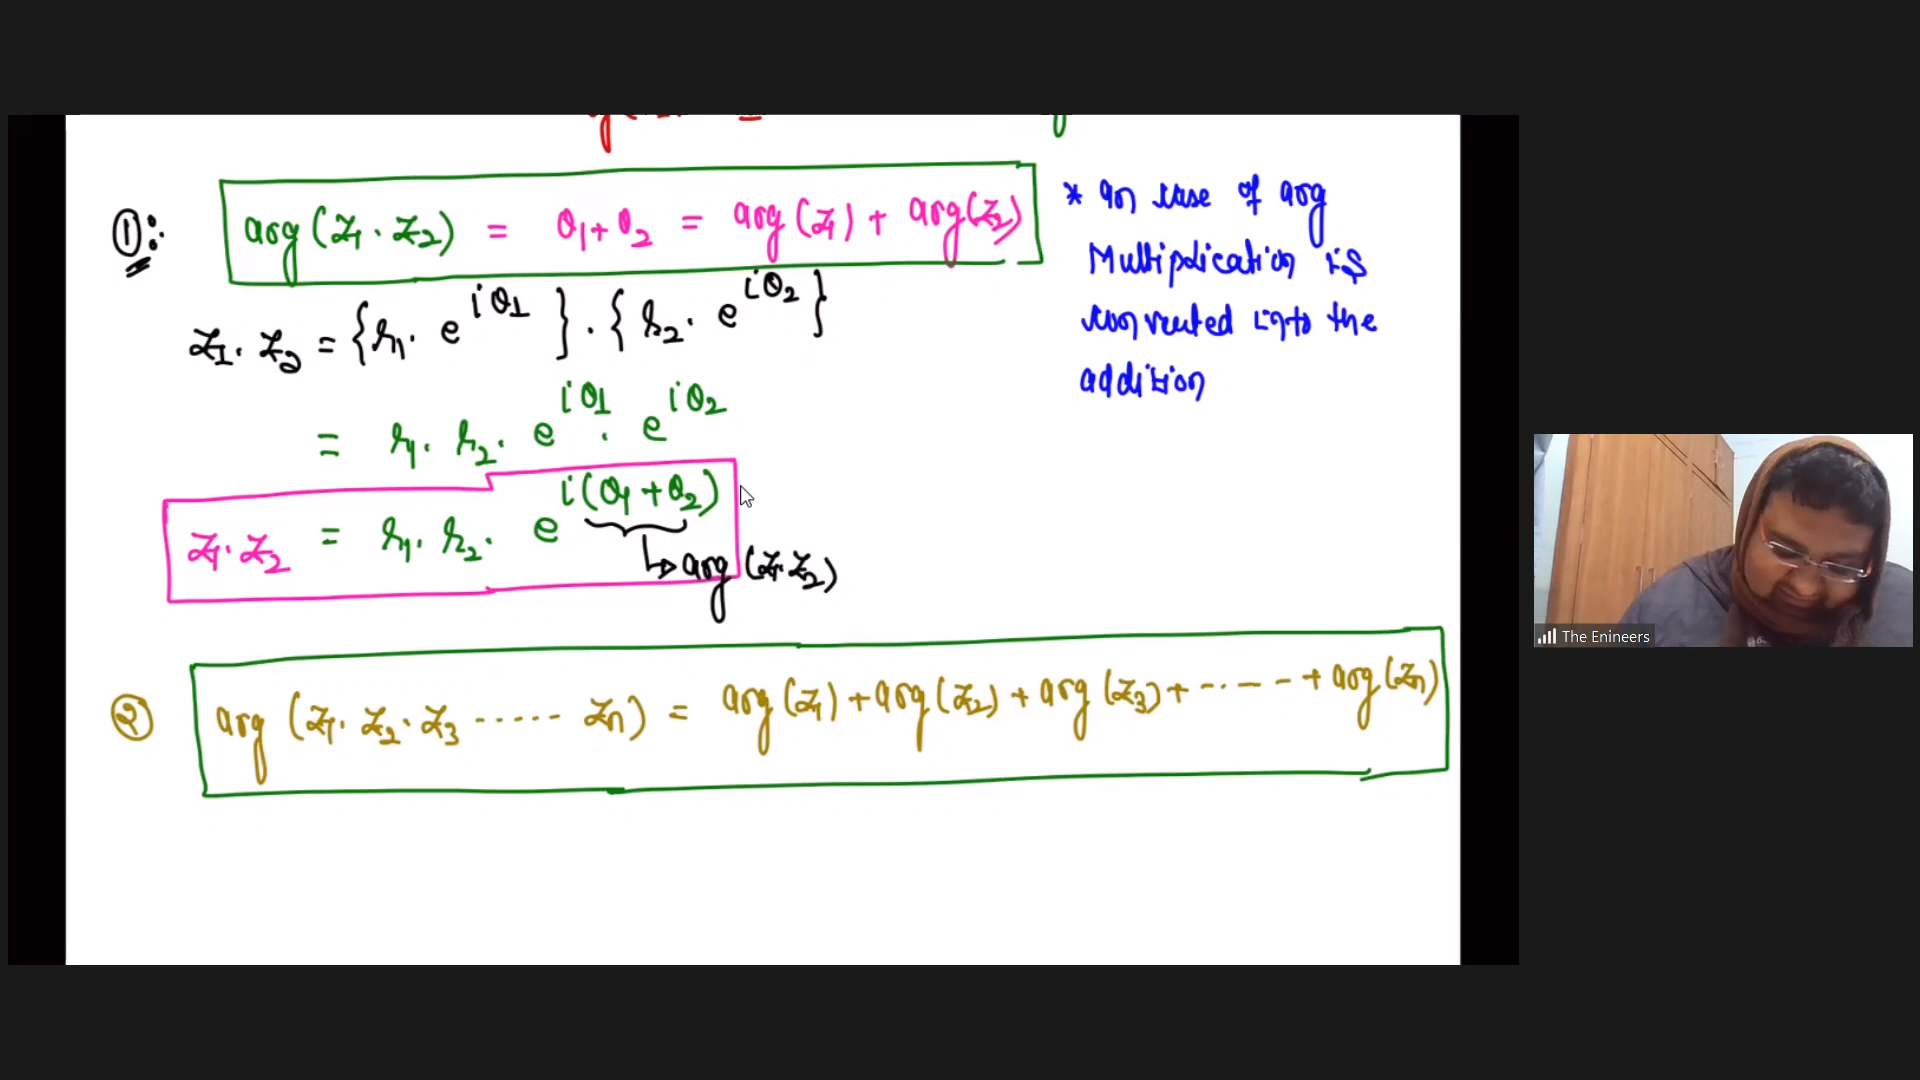 ①:. arg (z₁ . z₂) = θ₁ + θ₂ = arg (z₁) + arg(z₂)
z₁ . z₂ = {r₁ . e^{iθ₁}} . {r₂ . e^{iθ₂}}
= r₁ . r₂ . e^{iθ₁} . e^{iθ₂}
z₁ . z₂ = r₁ . r₂ . e^{i(θ₁ + θ₂)}
↳ arg (z₁ . z₂)
* In case of arg
Multiplication is
converted into the
addition
② arg (z₁ . z₂ . z₃ ...... zₙ) = arg (z₁) + arg (z₂) + arg (z₃) + ...... + arg (zₙ)
The Enineers